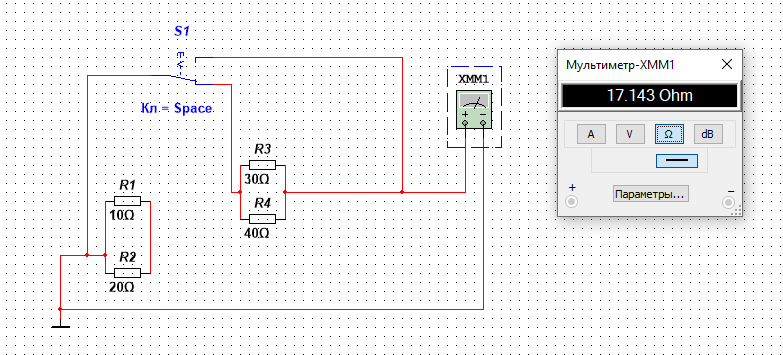 S1
Кл = Space
XMM1
+ −
R3
30Ω
R4
40Ω
R1
10Ω
R2
20Ω
Мультиметр-XMM1
17.143 Ohm
A V Ω dB
+ −
Параметры...